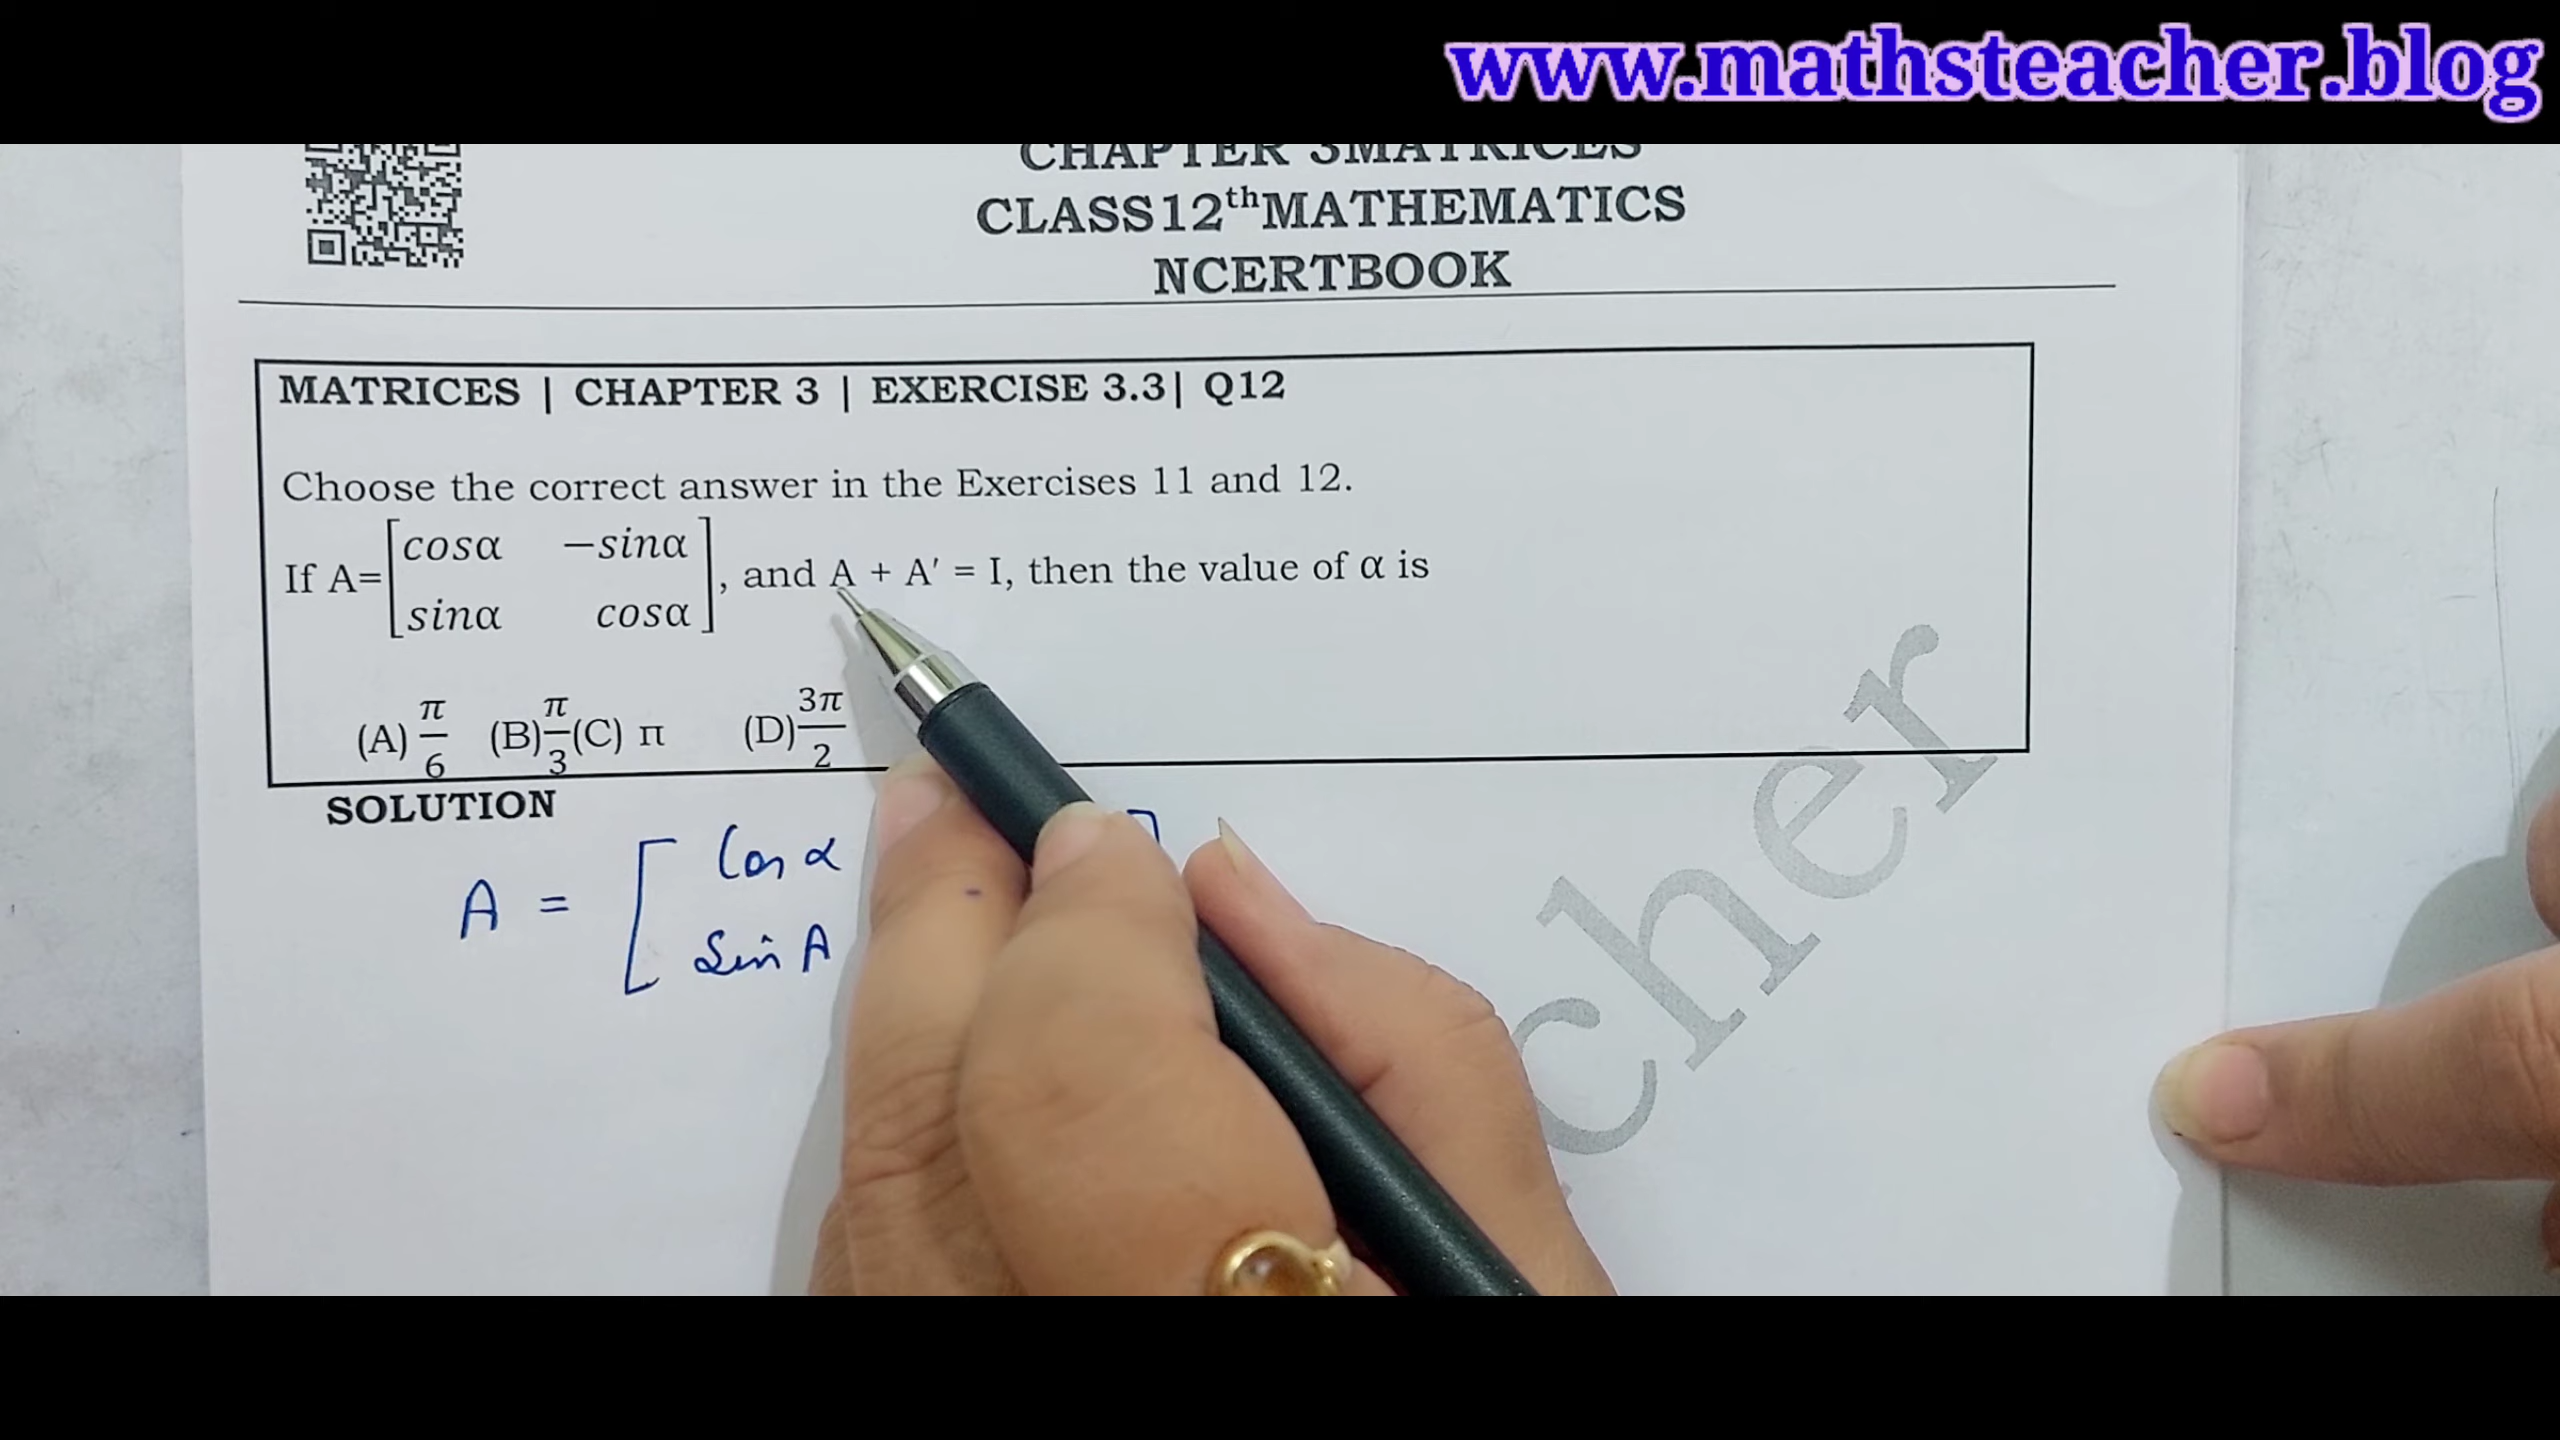 www.mathsteacher.blog
CHAPTER 3MATRICES
CLASS12thMATHEMATICS
NCERTBOOK
MATRICES | CHAPTER 3 | EXERCISE 3.3| Q12
Choose the correct answer in the Exercises 11 and 12.
If A=[cosα −sinα
sinα cosα], and A + A′ = I, then the value of α is
(A) π/6 (B) π/3 (C) π (D) 3π/2
SOLUTION
A = [ Cos α
Sin A
cher